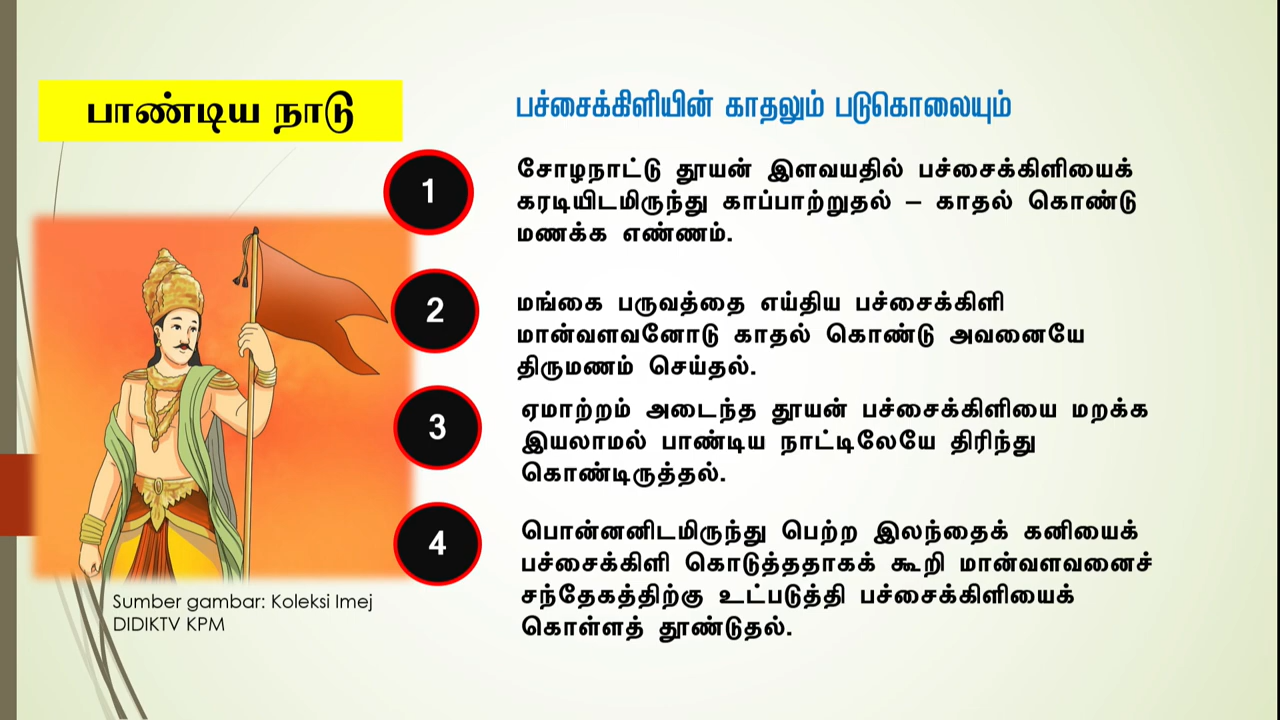 பாண்டிய நாடு
பச்சைக்கிளியின் காதலும் படுகொலையும்
1
சோழநாட்டு தூயன் இளவயதில் பச்சைக்கிளியைக்
கரடியிடமிருந்து காப்பாற்றுதல் – காதல் கொண்டு
மணக்க எண்ணம்.
2
மங்கை பருவத்தை எய்திய பச்சைக்கிளி
மான்வளவனோடு காதல் கொண்டு அவனையே
திருமணம் செய்தல்.
3
ஏமாற்றம் அடைந்த தூயன் பச்சைக்கிளியை மறக்க
இயலாமல் பாண்டிய நாட்டிலேயே திரிந்து
கொண்டிருத்தல்.
4
பொன்னனிடமிருந்து பெற்ற இலந்தைக் கனியைக்
பச்சைக்கிளி கொடுத்ததாகக் கூறி மான்வளவனைச்
சந்தேகத்திற்கு உட்படுத்தி பச்சைக்கிளியைக்
கொள்ளத் தூண்டுதல்.
Sumber gambar: Koleksi Imej
DIDIKTV KPM